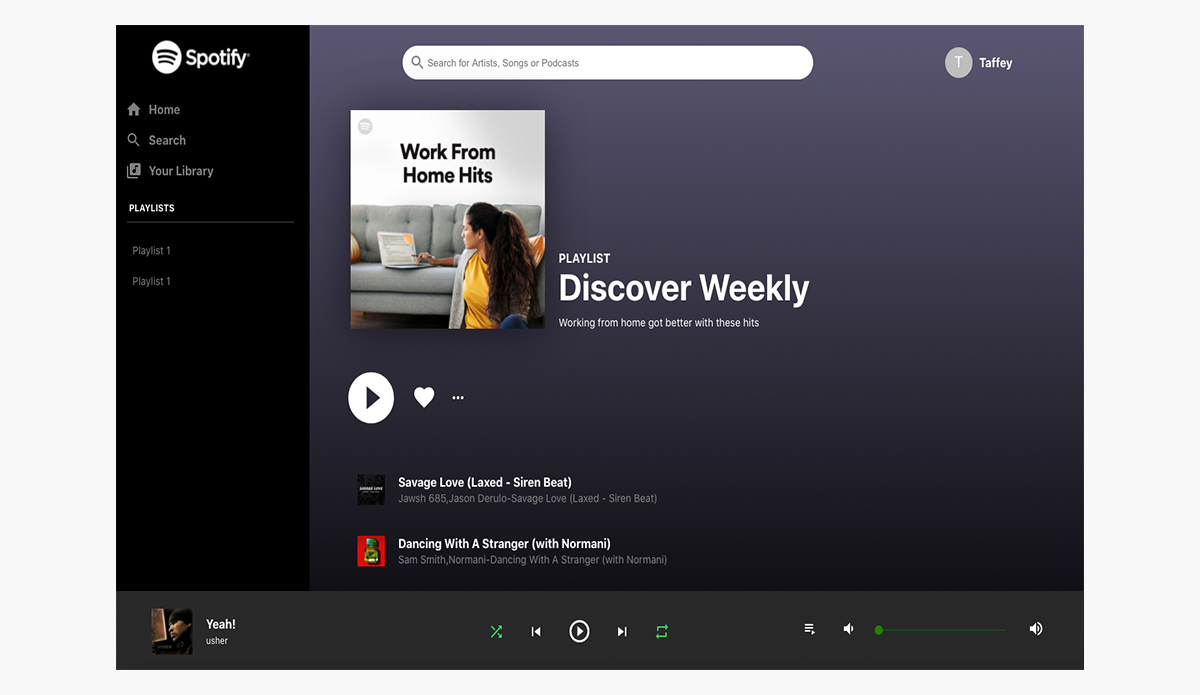 Spotify
Search for Artists, Songs or Podcasts
T
Taffey
Home
Search
Your Library
PLAYLISTS
Playlist 1
Playlist 1
Work From
Home Hits
PLAYLIST
Discover Weekly
Working from home got better with these hits
SAVAGE LOVE
Savage Love (Laxed - Siren Beat)
Jawsh 685,Jason Derulo-Savage Love (Laxed - Siren Beat)
Dancing With A Stranger (with Normani)
Sam Smith,Normani-Dancing With A Stranger (with Normani)
Yeah!
usher